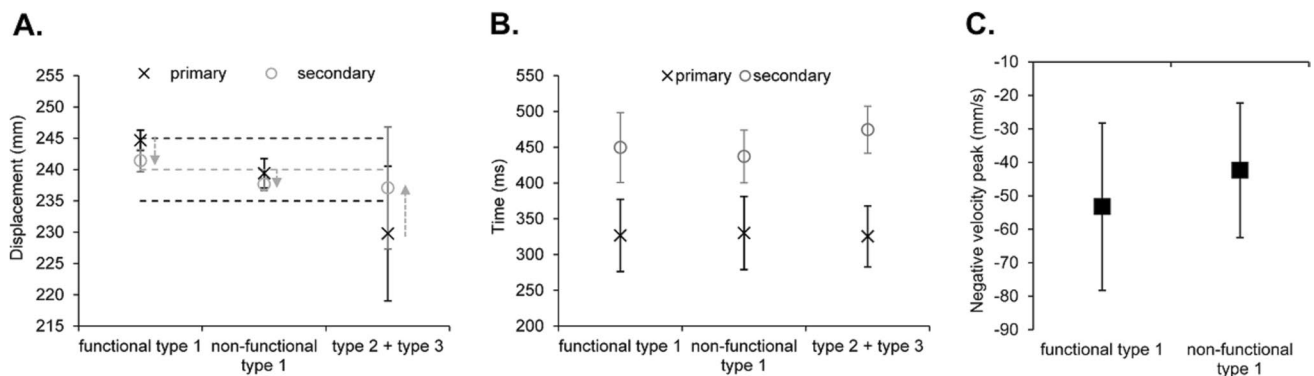 A.
× primary ○ secondary
Displacement (mm)
255
250
245
240
235
230
225
220
215
functional type 1
non-functional
type 1
type 2 + type 3
B.
×primary ○secondary
Time (ms)
550
500
450
400
350
300
250
200
functional type 1
non-functional
type 1
type 2 + type 3
C.
Negative velocity peak (mm/s)
-10
-20
-30
-40
-50
-60
-70
-80
-90
functional type 1
non-functional
type 1